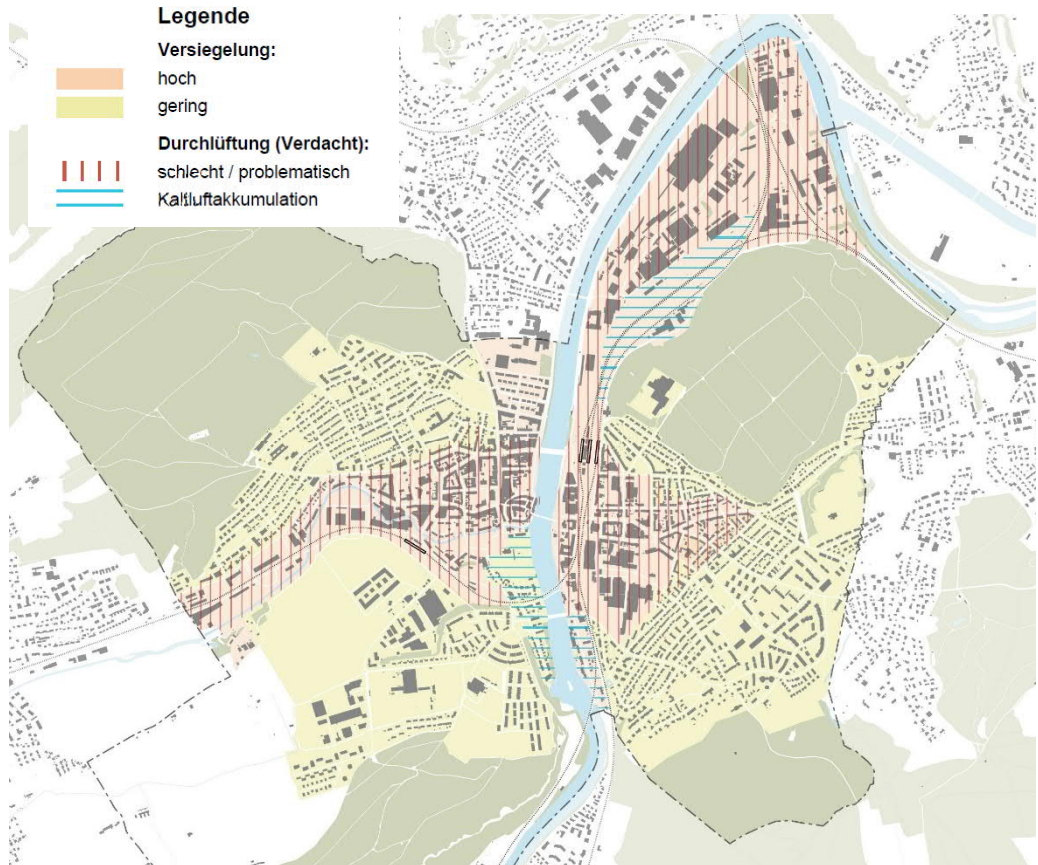 Legende
Versiegelung:
hoch
gering
Durchlüftung (Verdacht):
schlecht / problematisch
Kaltluftakkumulation